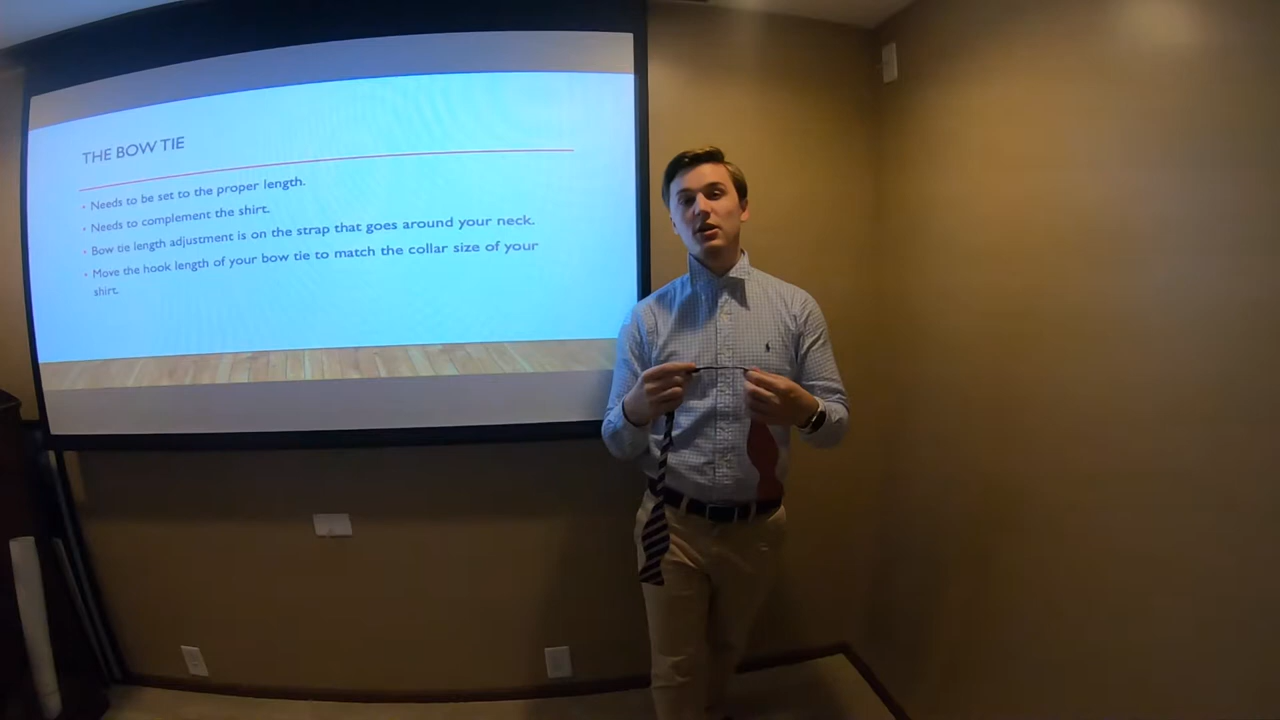 THE BOW TIE
• Needs to be set to the proper length.
• Needs to complement the shirt.
• Bow tie length adjustment is on the strap that goes around your neck.
• Move the hook length of your bow tie to match the collar size of your
shirt.